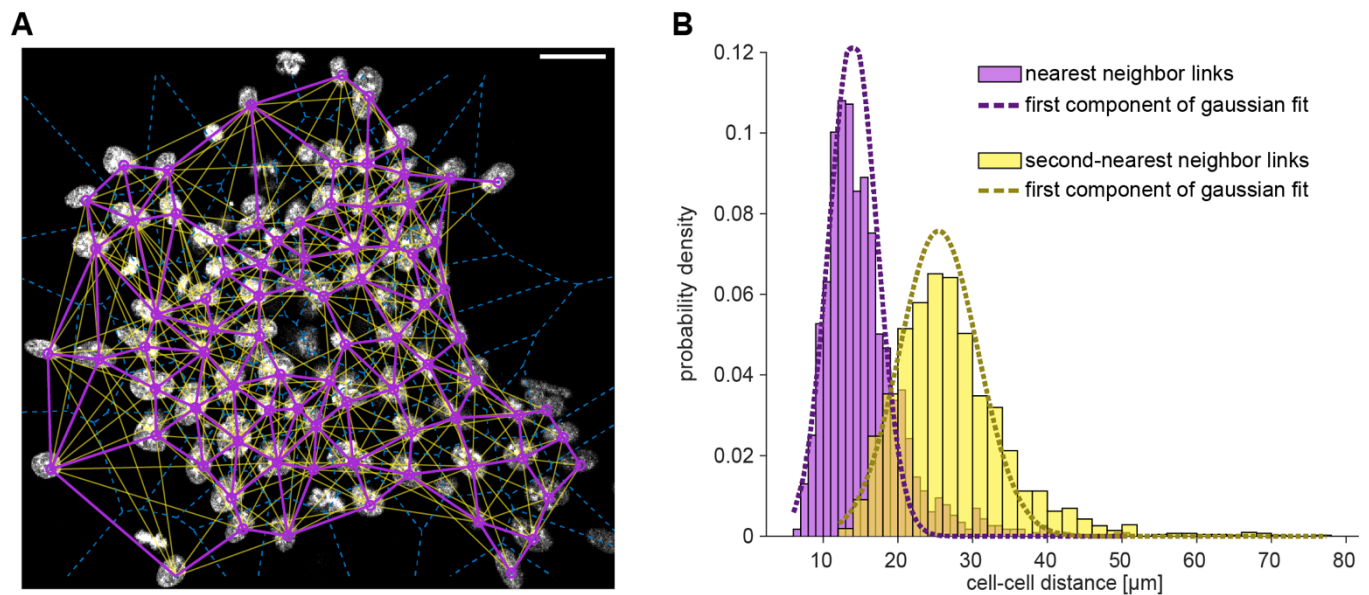 A
B
0.12
0.1
0.08
0.06
0.04
0.02
0
probability density
nearest neighbor links
first component of gaussian fit
second-nearest neighbor links
first component of gaussian fit
10
20
30
40
50
60
70
80
cell-cell distance [µm]